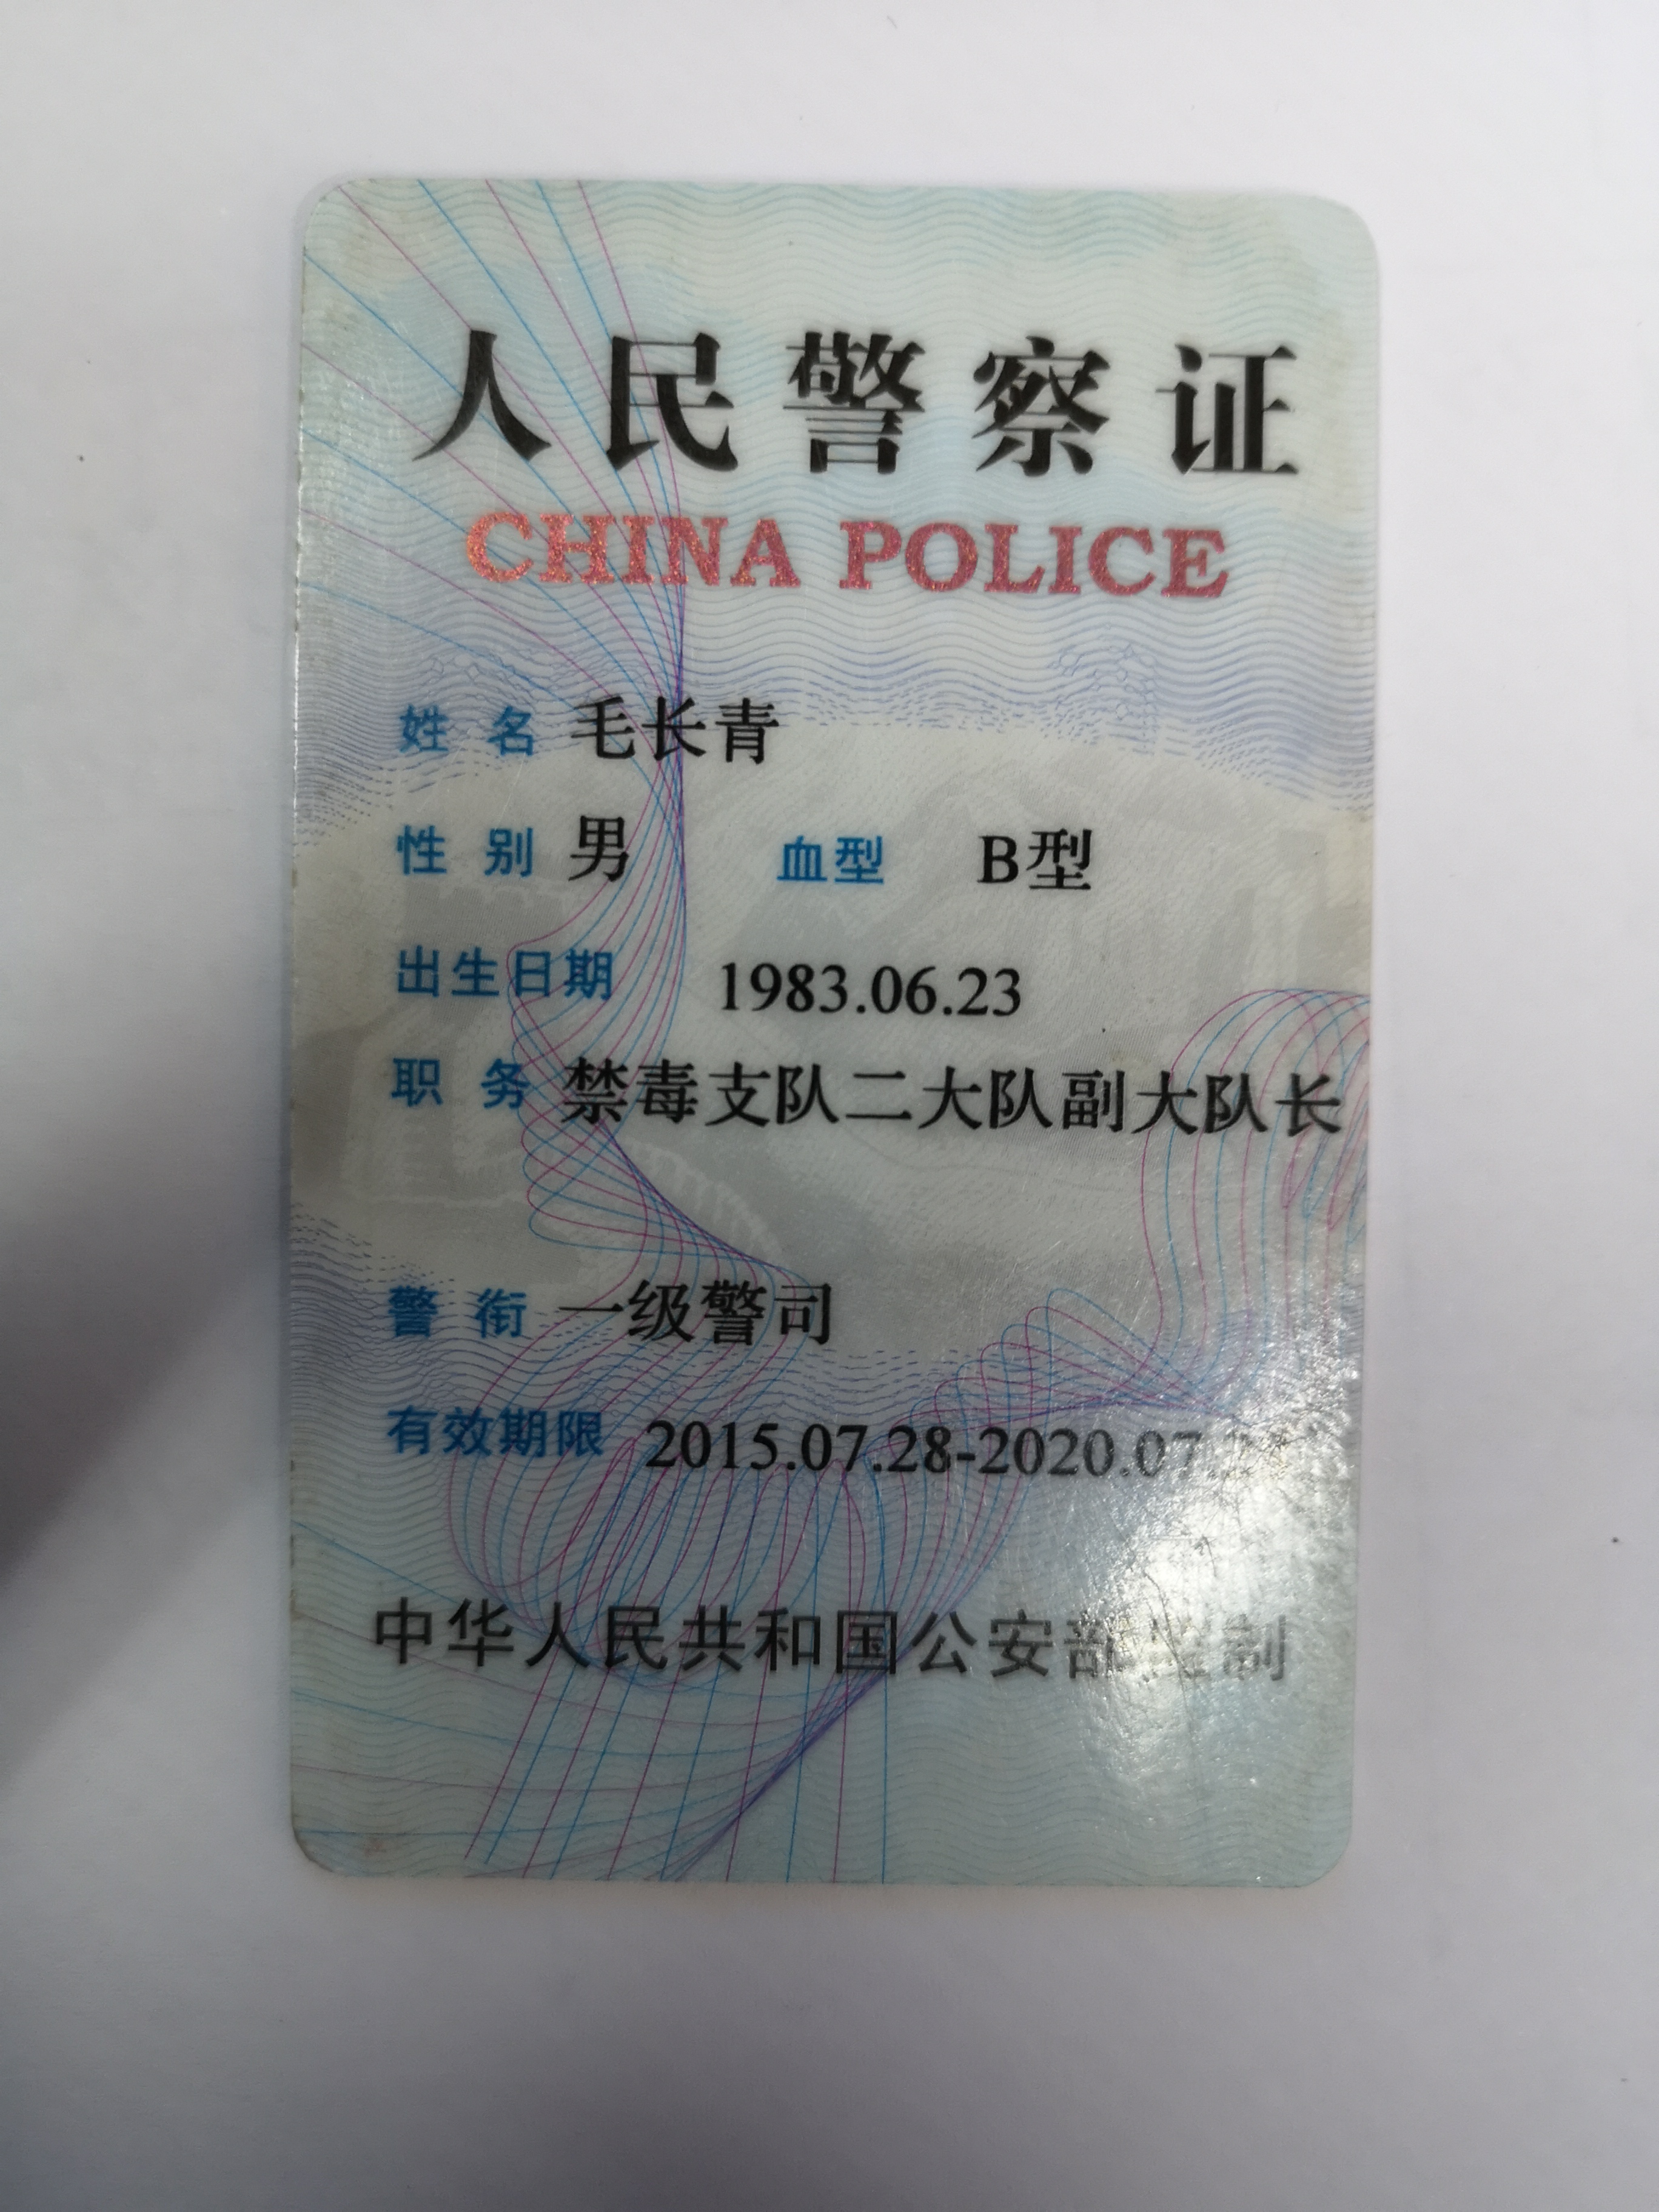 人民警察证
CHINA POLICE
姓 名 毛长青
性 别 男 血型 B型
出生日期 1983.06.23
职 务 禁毒支队二大队副大队长
警 衔 一级警司
有效期限 2015.07.28-2020.07.
中华人民共和国公安部监制